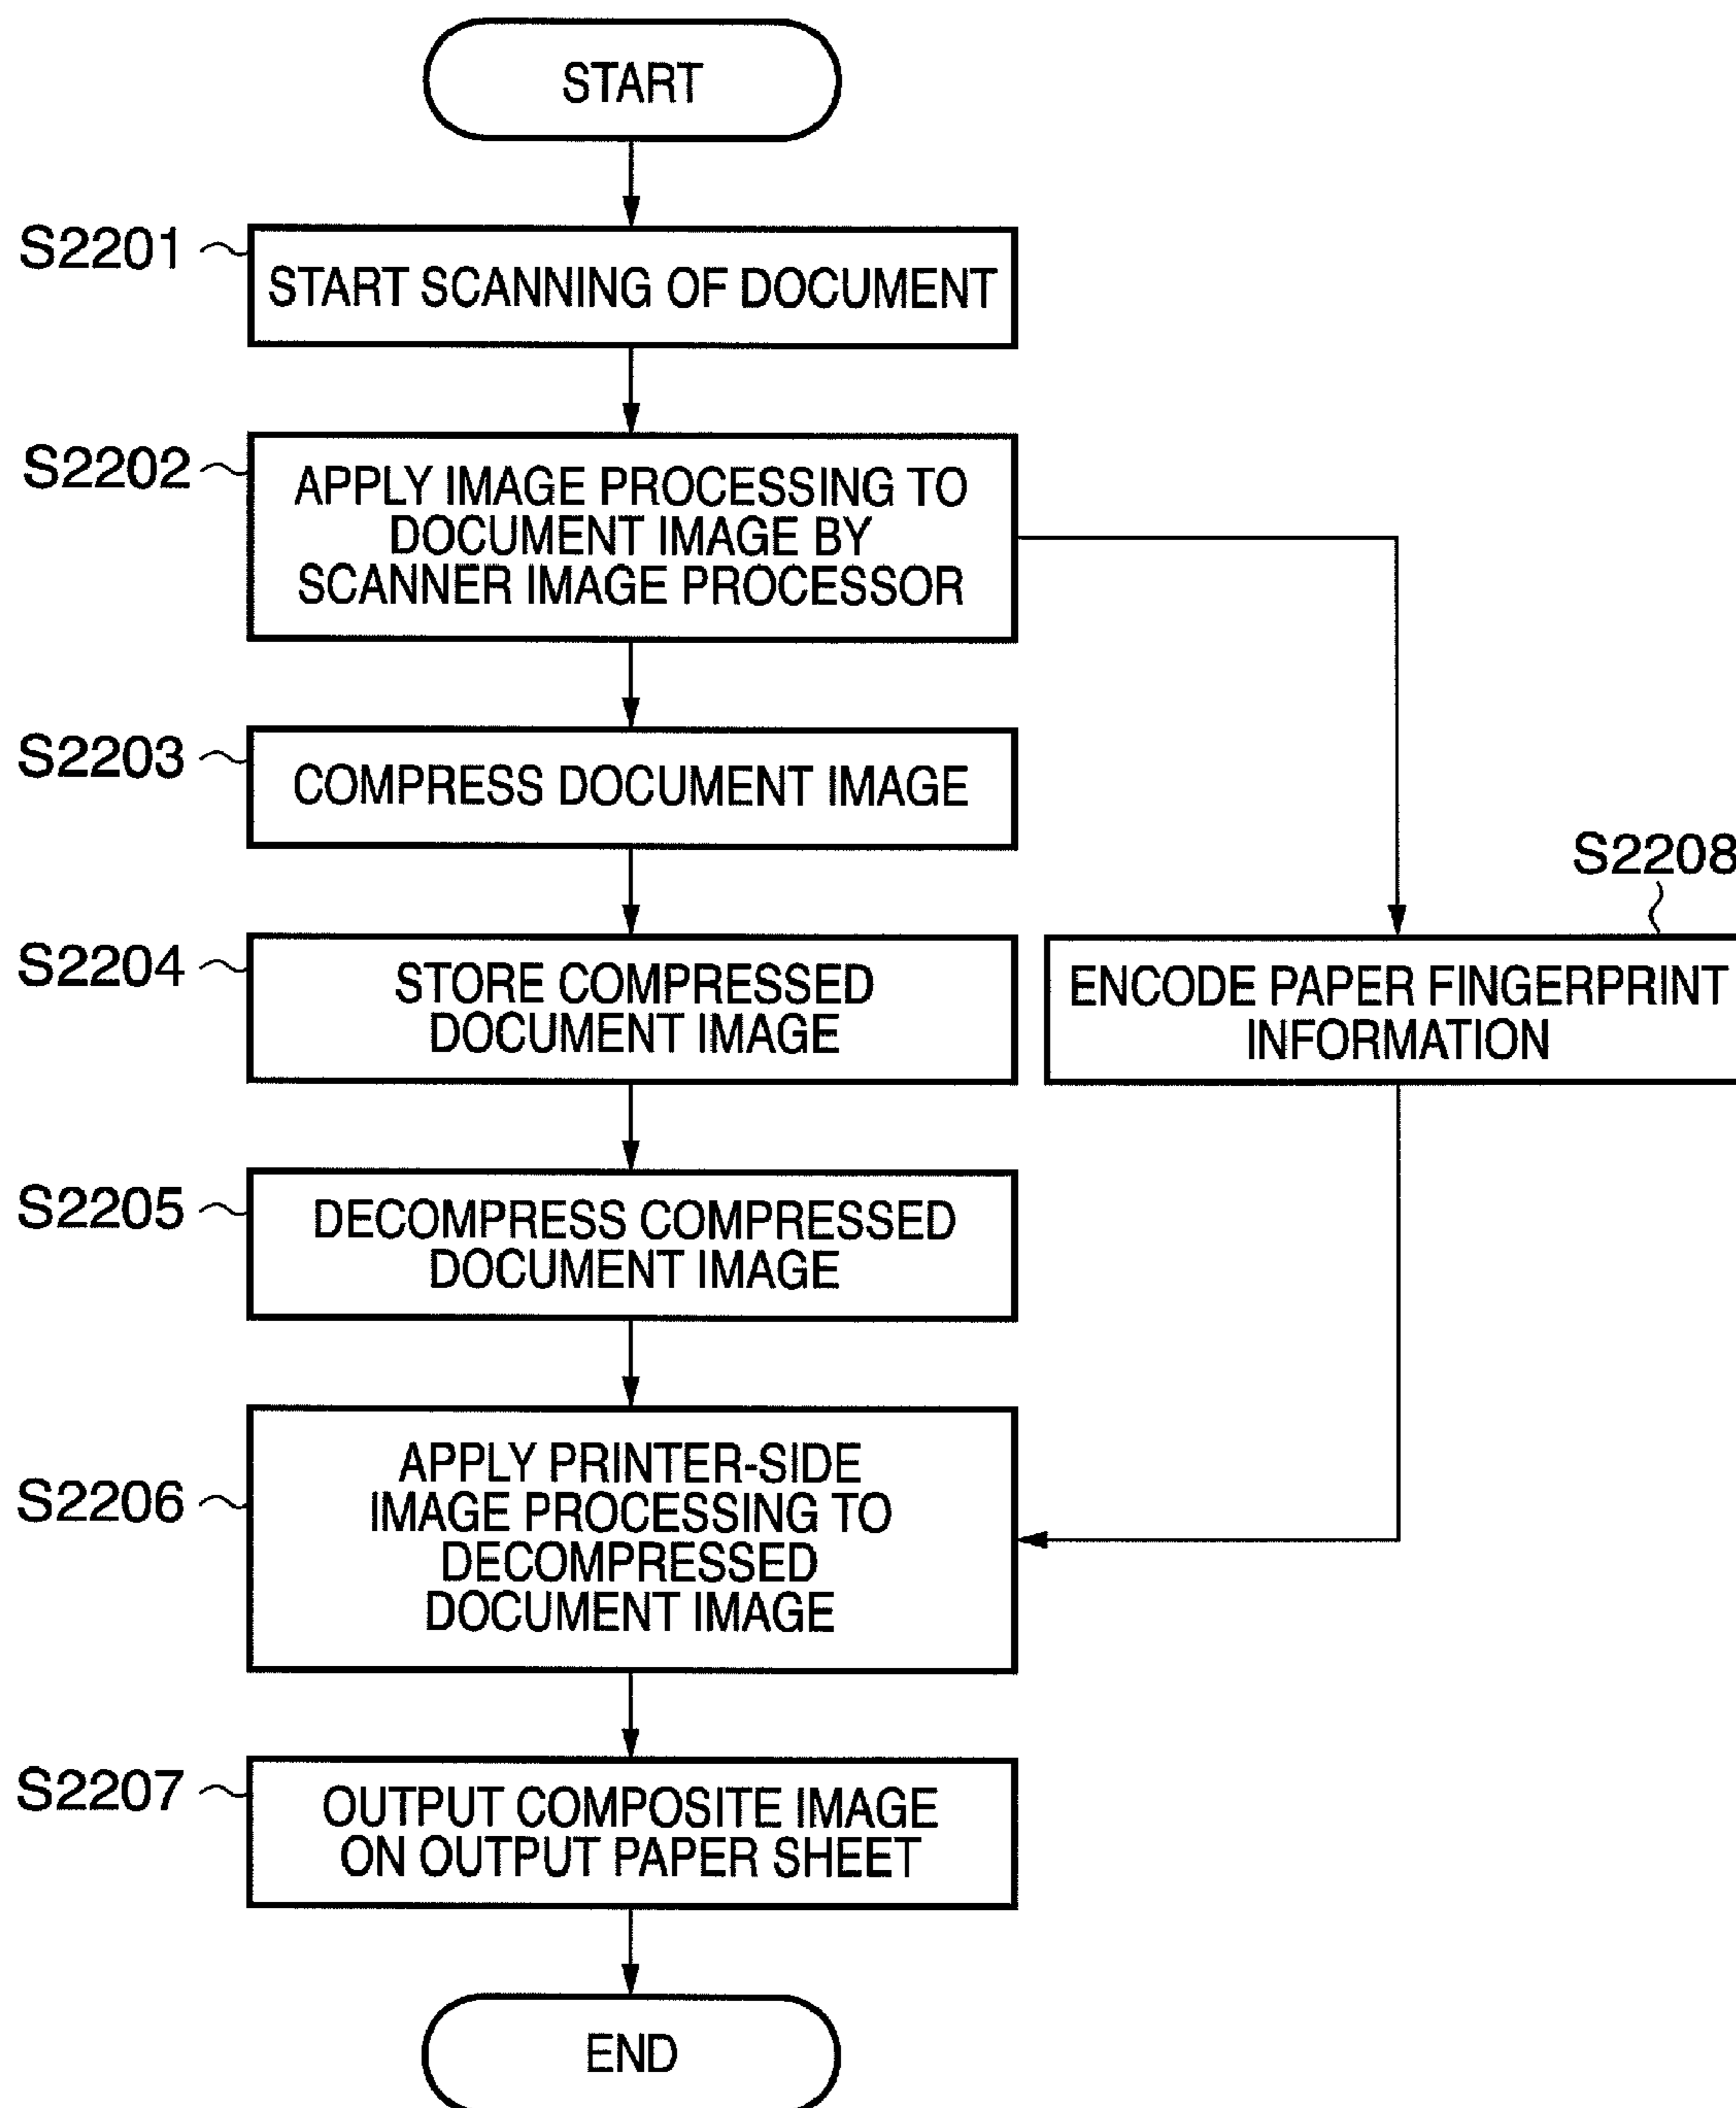 START
S2201
START SCANNING OF DOCUMENT
S2202
APPLY IMAGE PROCESSING TO
DOCUMENT IMAGE BY
SCANNER IMAGE PROCESSOR
S2203
COMPRESS DOCUMENT IMAGE
S2204
STORE COMPRESSED
DOCUMENT IMAGE
S2208
ENCODE PAPER FINGERPRINT
INFORMATION
S2205
DECOMPRESS COMPRESSED
DOCUMENT IMAGE
S2206
APPLY PRINTER-SIDE
IMAGE PROCESSING TO
DECOMPRESSED
DOCUMENT IMAGE
S2207
OUTPUT COMPOSITE IMAGE
ON OUTPUT PAPER SHEET
END